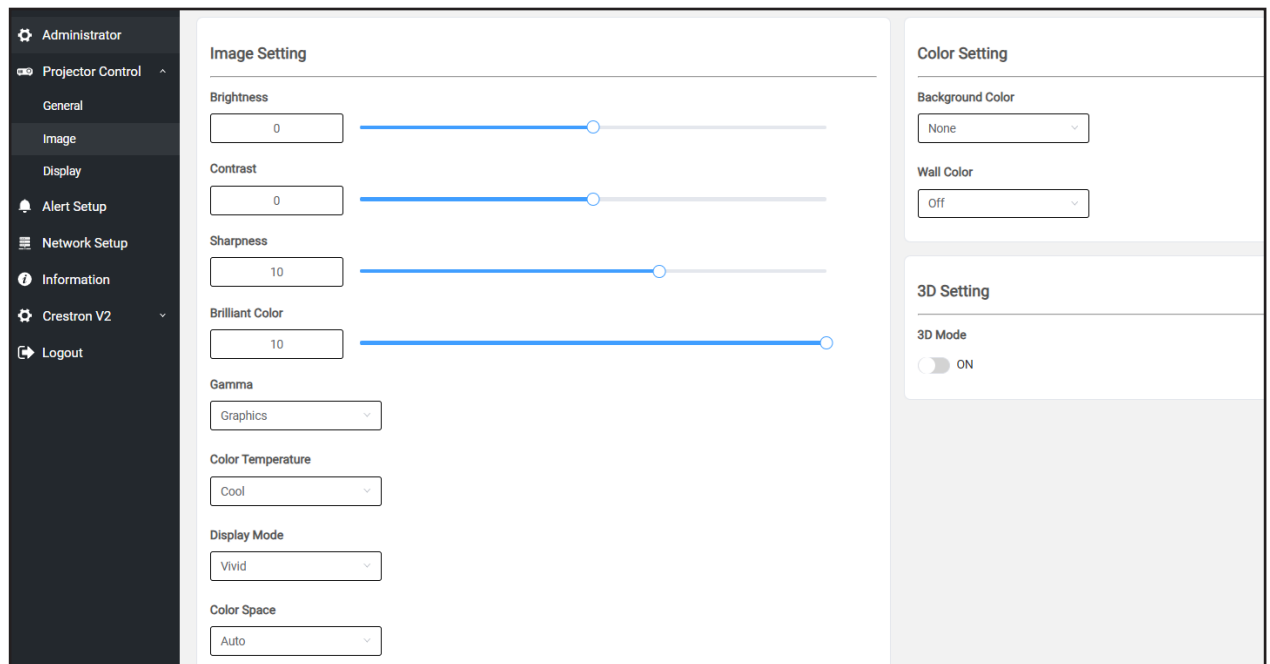 Administrator
Projector Control
General
Image
Display
Alert Setup
Network Setup
Information
Crestron V2
Logout
Image Setting
Brightness
0
Contrast
0
Sharpness
10
Brilliant Color
10
Gamma
Graphics
Color Temperature
Cool
Display Mode
Vivid
Color Space
Auto
Color Setting
Background Color
None
Wall Color
Off
3D Setting
3D Mode
ON